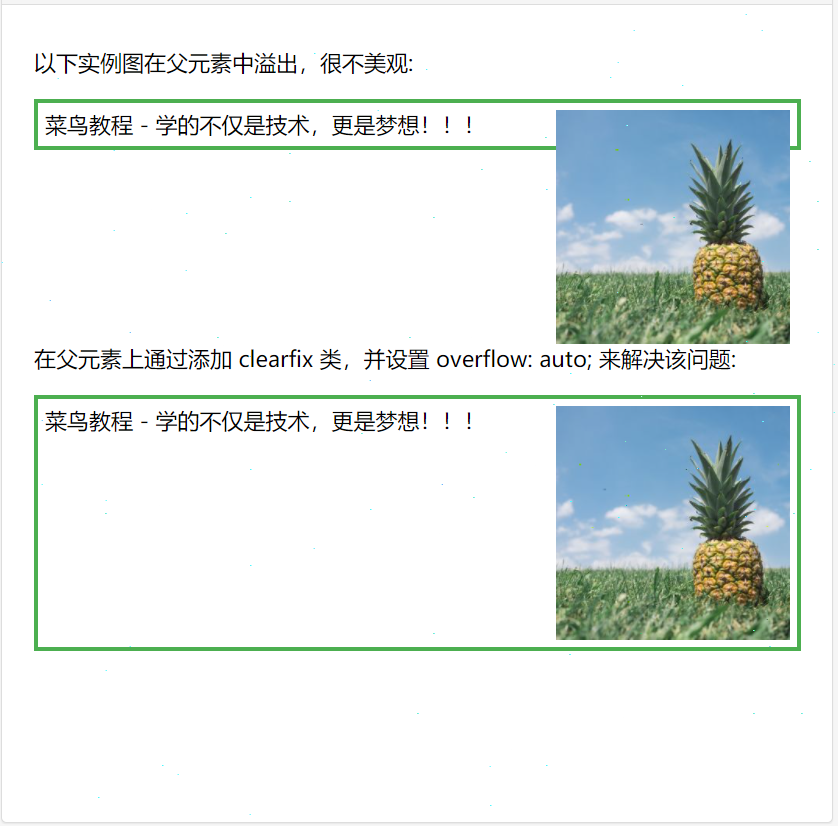 以下实例图在父元素中溢出，很不美观:
菜鸟教程 - 学的不仅是技术，更是梦想！！！
在父元素上通过添加 clearfix 类，并设置 overflow: auto; 来解决该问题:
菜鸟教程 - 学的不仅是技术，更是梦想！！！